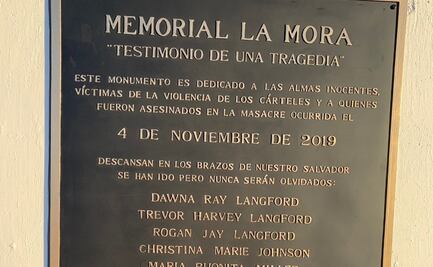 MEMORIAL LA MORA
"TESTIMONIO DE UNA TRAGEDIA"
ESTE MONUMENTO ES DEDICADO A LAS ALMAS INOCENTES,
VÍCTIMAS DE LA VIOLENCIA DE LOS CÁRTELES Y A QUIENES
FUERON ASESINADOS EN LA MASACRE OCURRIDA EL
4 DE NOVIEMBRE DE 2019
DESCANSAN EN LOS BRAZOS DE NUESTRO SALVADOR
SE HAN IDO PERO NUNCA SERÁN OLVIDADOS:
DAWNA RAY LANGFORD
TREVOR HARVEY LANGFORD
ROGAN JAY LANGFORD
CHRISTINA MARIE JOHNSON
MARIA RHONITA MILLER